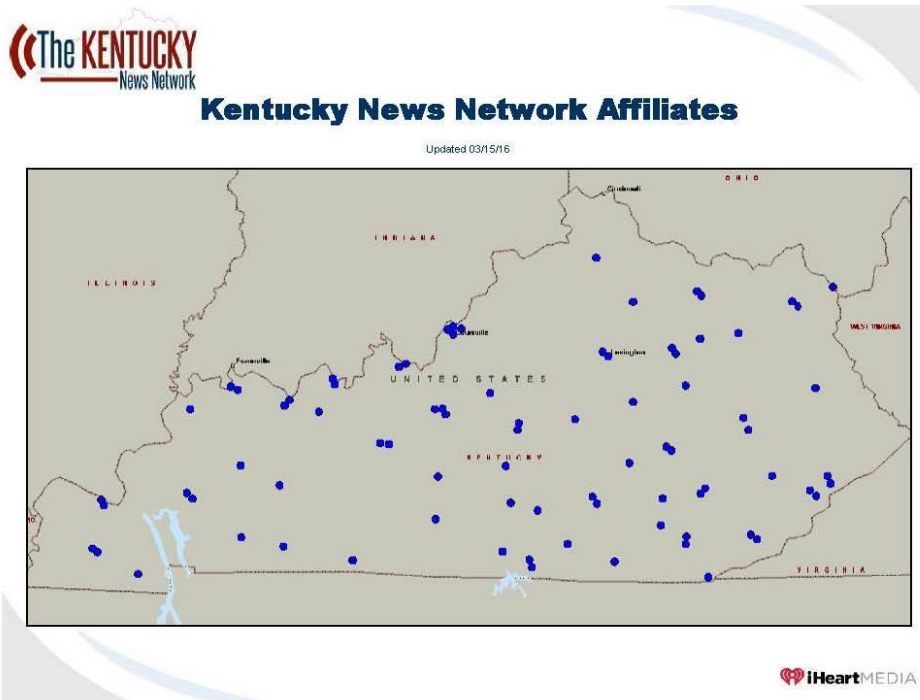 The KENTUCKY
News Network
Kentucky News Network Affiliates
Updated 03/15/16
OHIO
Cincinnati
INDIANA
ILLINOIS
WEST VIRGINIA
Louisville
Lexington
Evansville
UNITED STATES
KENTUCKY
MO.
VIRGINIA
iHeartMEDIA